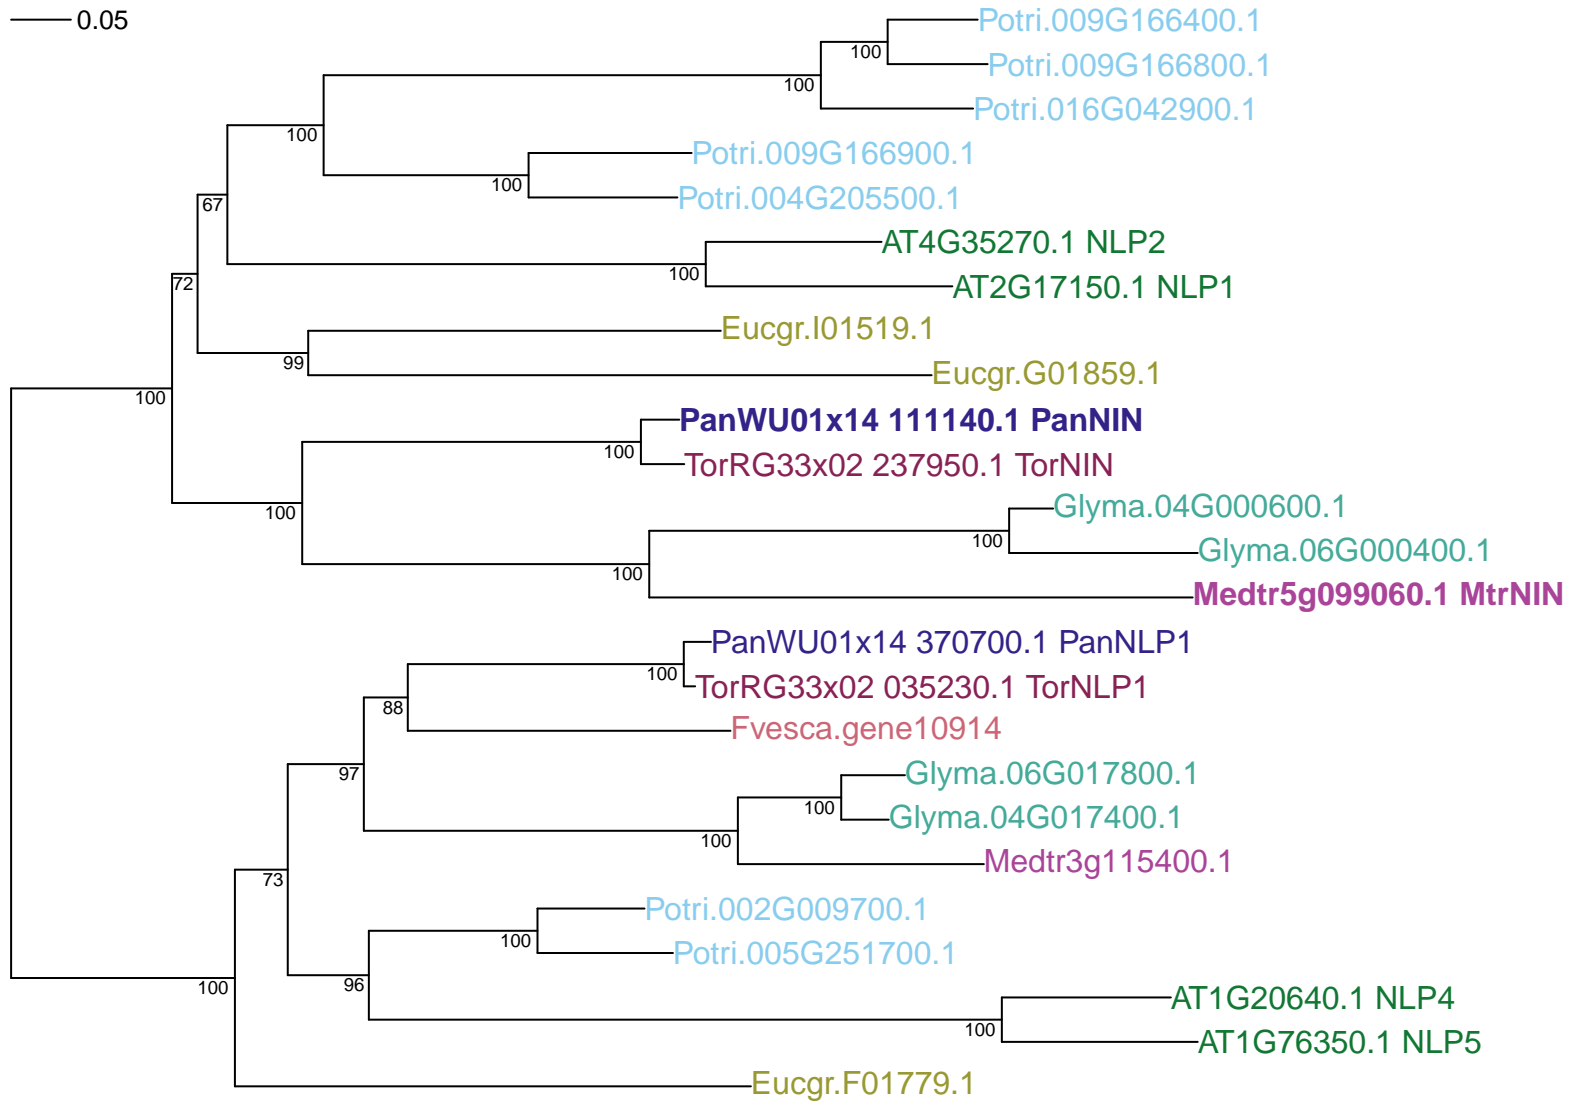 0.05
Potri.009G166400.1
100
Potri.009G166800.1
100
Potri.016G042900.1
100
Potri.009G166900.1
100
Potri.004G205500.1
67
AT4G35270.1 NLP2
100
AT2G17150.1 NLP1
72
Eucgr.I01519.1
99
Eucgr.G01859.1
100
PanWU01x14 111140.1 PanNIN
100
TorRG33x02 237950.1 TorNIN
100
Glyma.04G000600.1
100
Glyma.06G000400.1
100
Medtr5g099060.1 MtrNIN
PanWU01x14 370700.1 PanNLP1
100
TorRG33x02 035230.1 TorNLP1
88
Fvesca.gene10914
97
Glyma.06G017800.1
100
Glyma.04G017400.1
100
Medtr3g115400.1
73
Potri.002G009700.1
100
Potri.005G251700.1
96
100
AT1G20640.1 NLP4
100
AT1G76350.1 NLP5
Eucgr.F01779.1